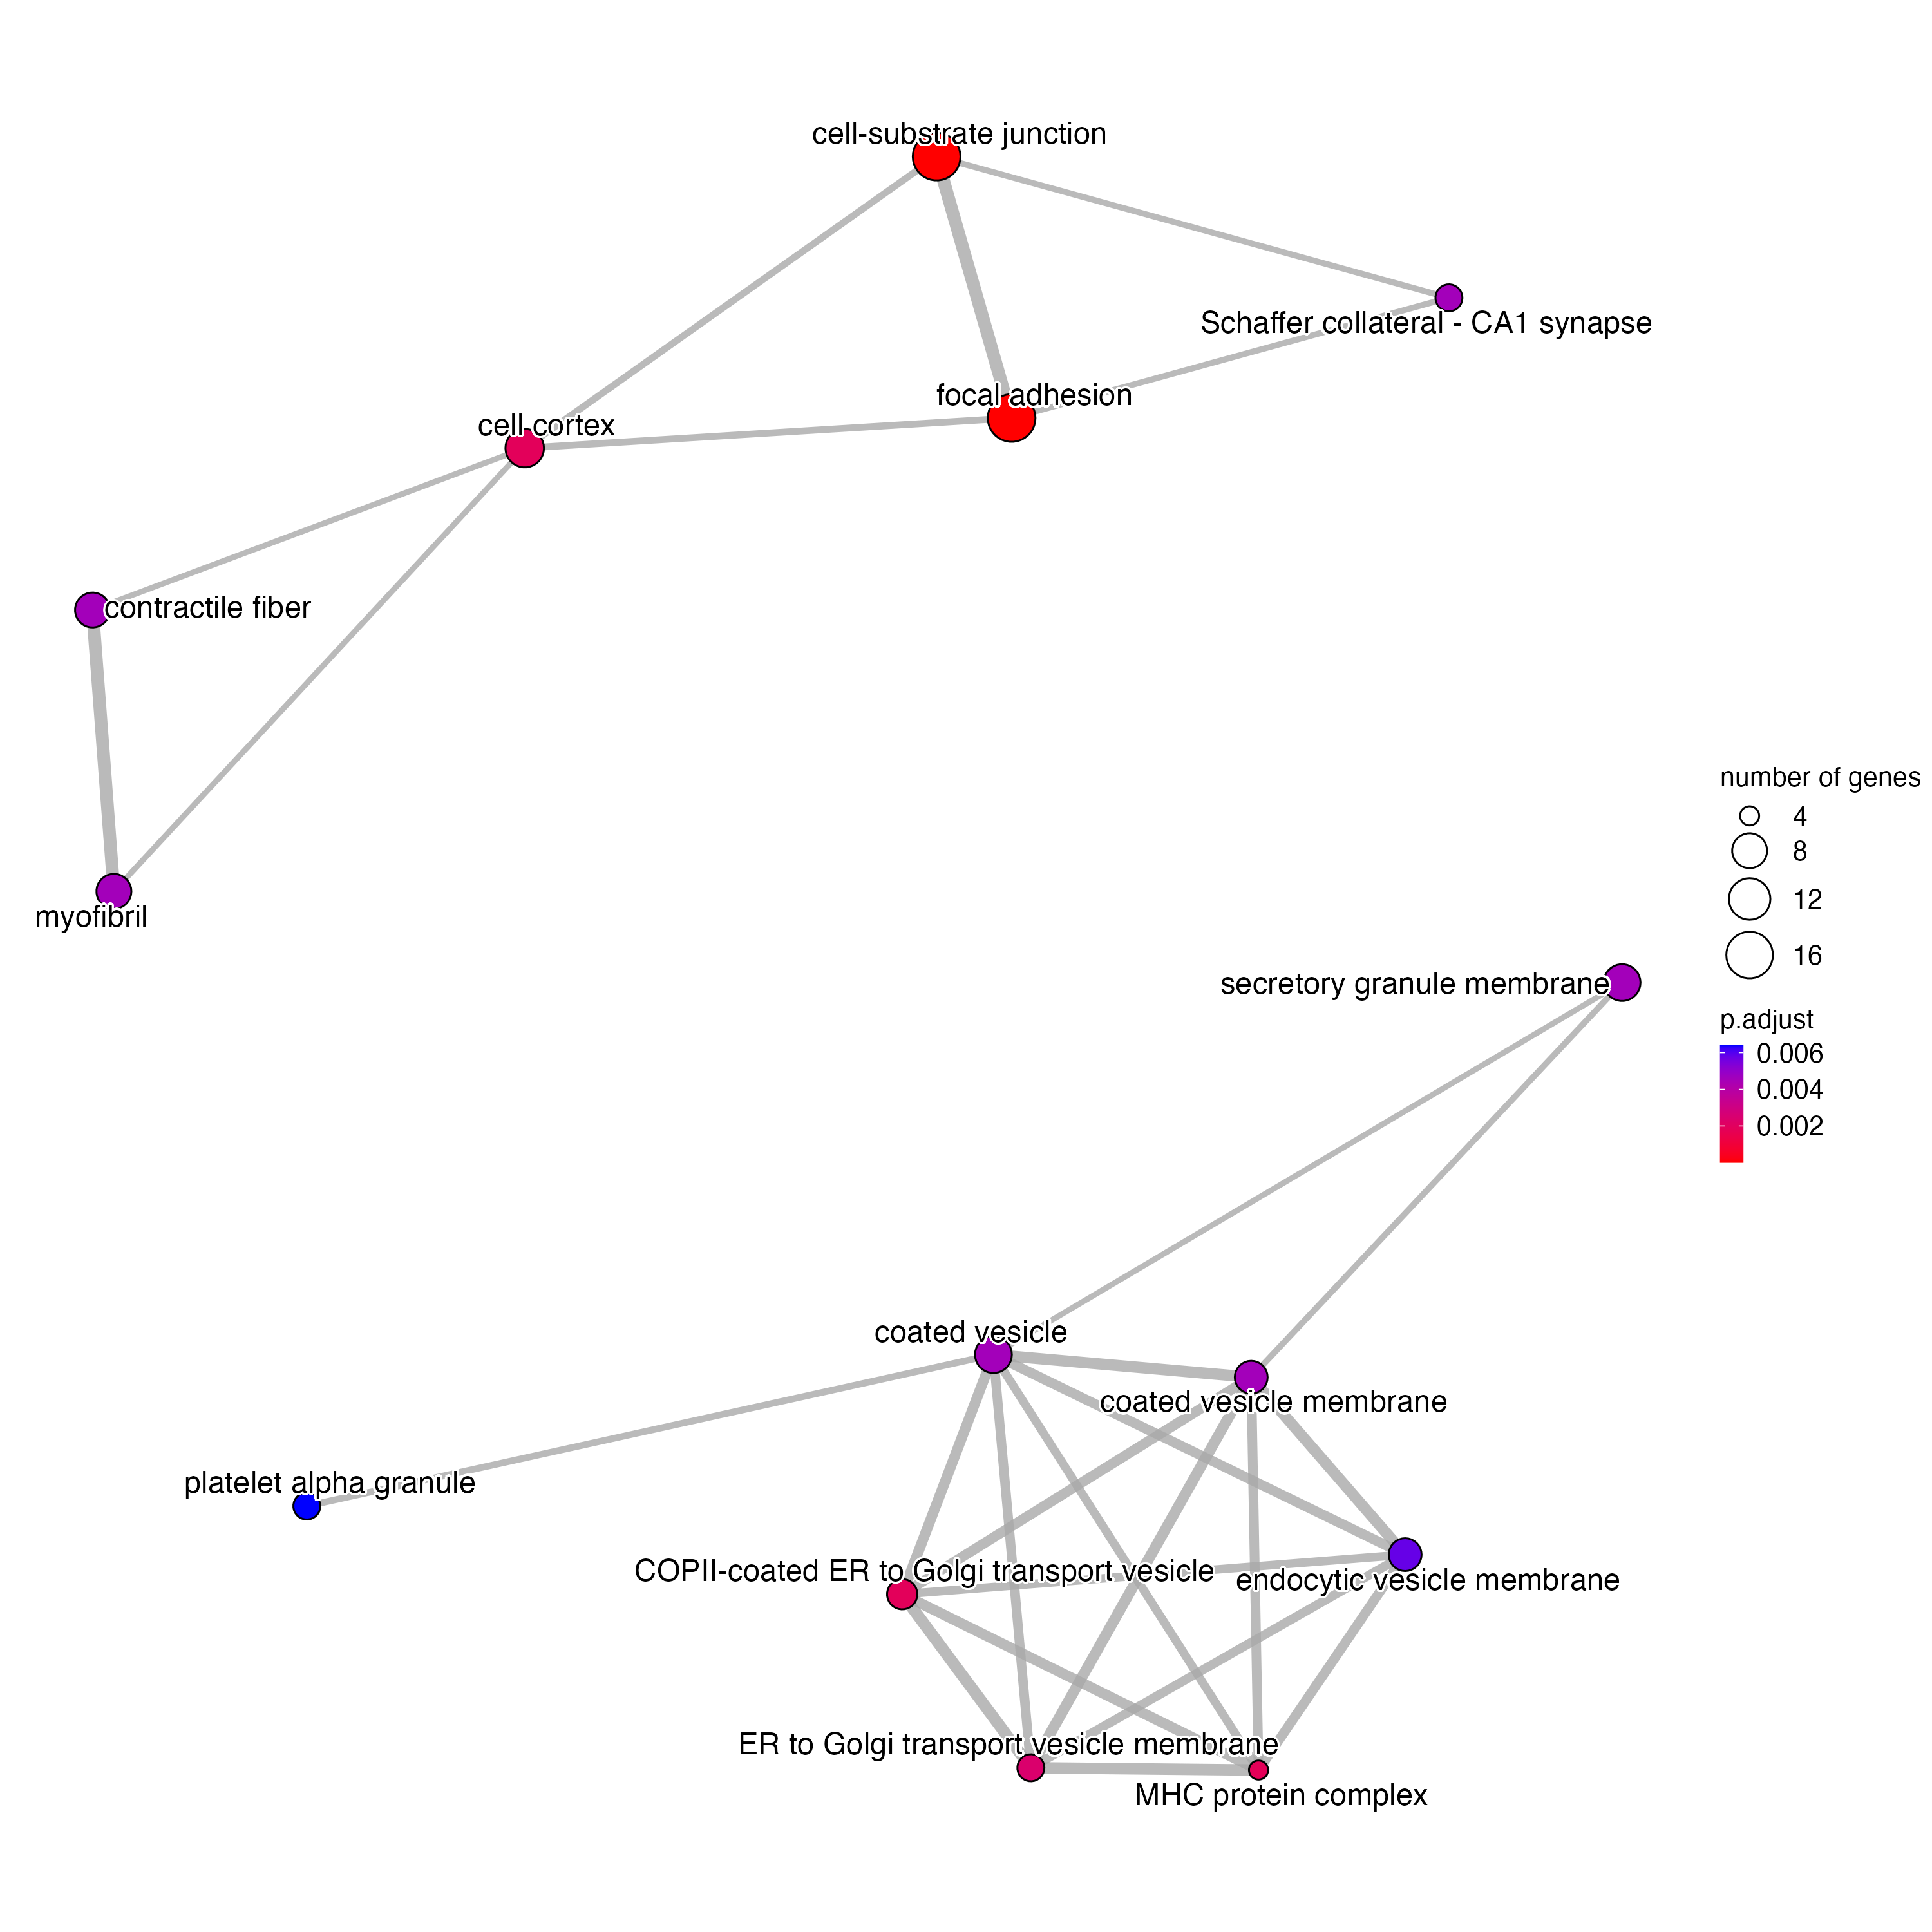 cell-substrate junction
Schaffer collateral - CA1 synapse
focal adhesion
cell cortex
contractile fiber
myofibril
number of genes
4
8
12
16
secretory granule membrane
p.adjust
0.006
0.004
0.002
coated vesicle
coated vesicle membrane
platelet alpha granule
COPII-coated ER to Golgi transport vesicle
endocytic vesicle membrane
ER to Golgi transport vesicle membrane
MHC protein complex